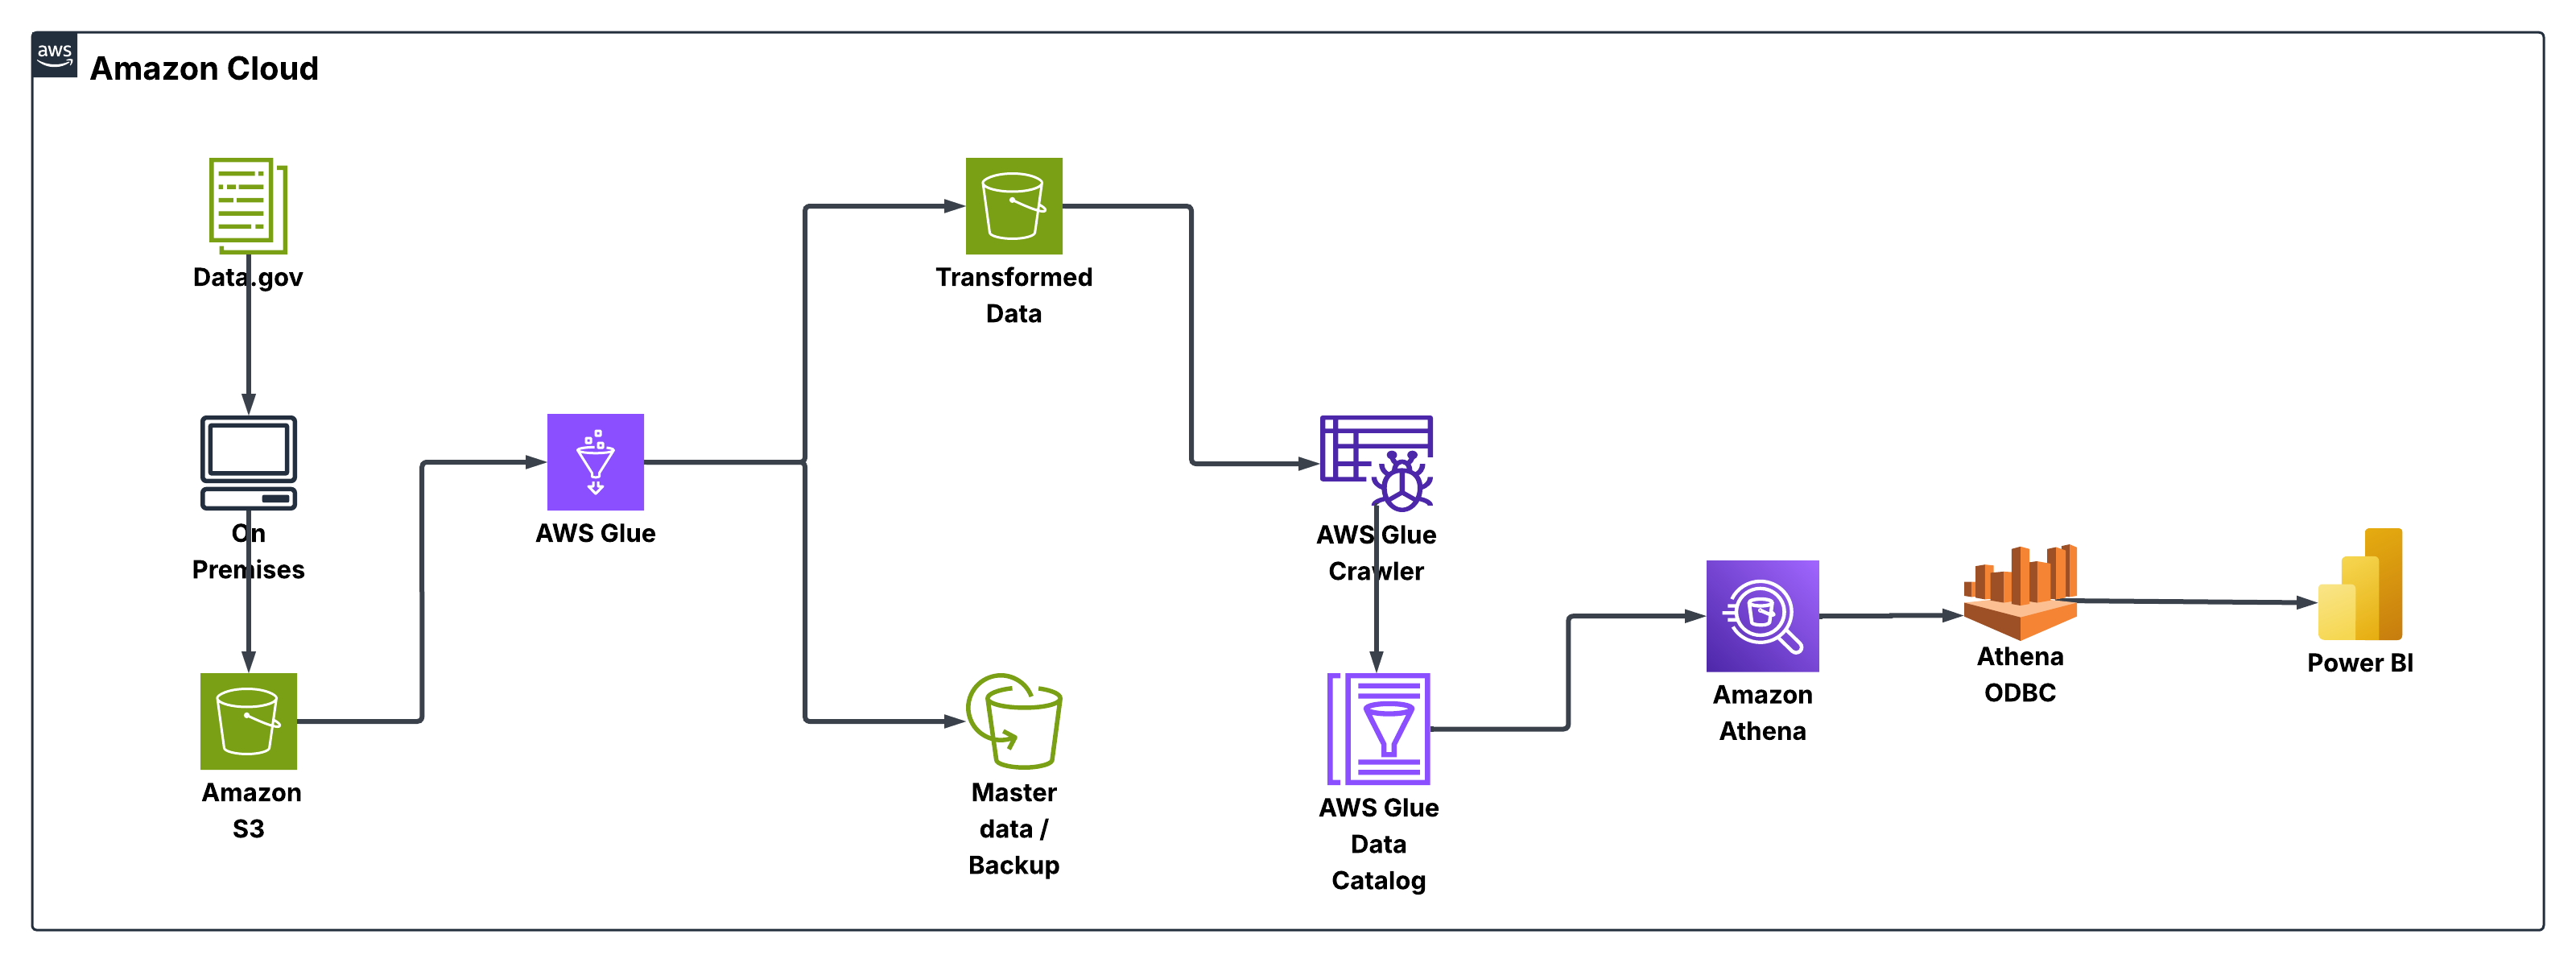 aws
Amazon Cloud
Data.gov
On
Premises
Amazon
S3
AWS Glue
Transformed
Data
Master
data /
Backup
AWS Glue
Crawler
AWS Glue
Data
Catalog
Amazon
Athena
Athena
ODBC
Power BI